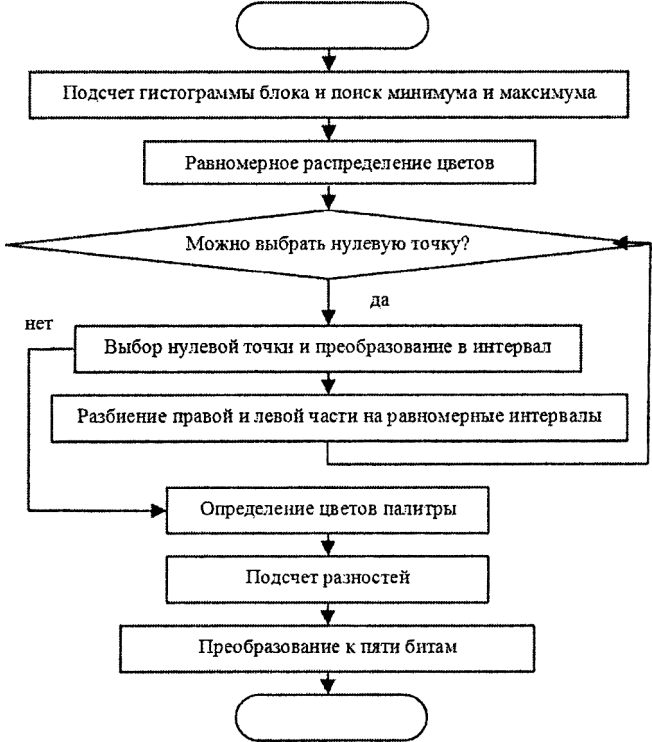 Подсчет гистограммы блока и поиск минимума и максимума
Равномерное распределение цветов
Можно выбрать нулевую точку?
да
нет
Выбор нулевой точки и преобразование в интервал
Разбиение правой и левой части на равномерные интервалы
Определение цветов палитры
Подсчет разностей
Преобразование к пяти битам